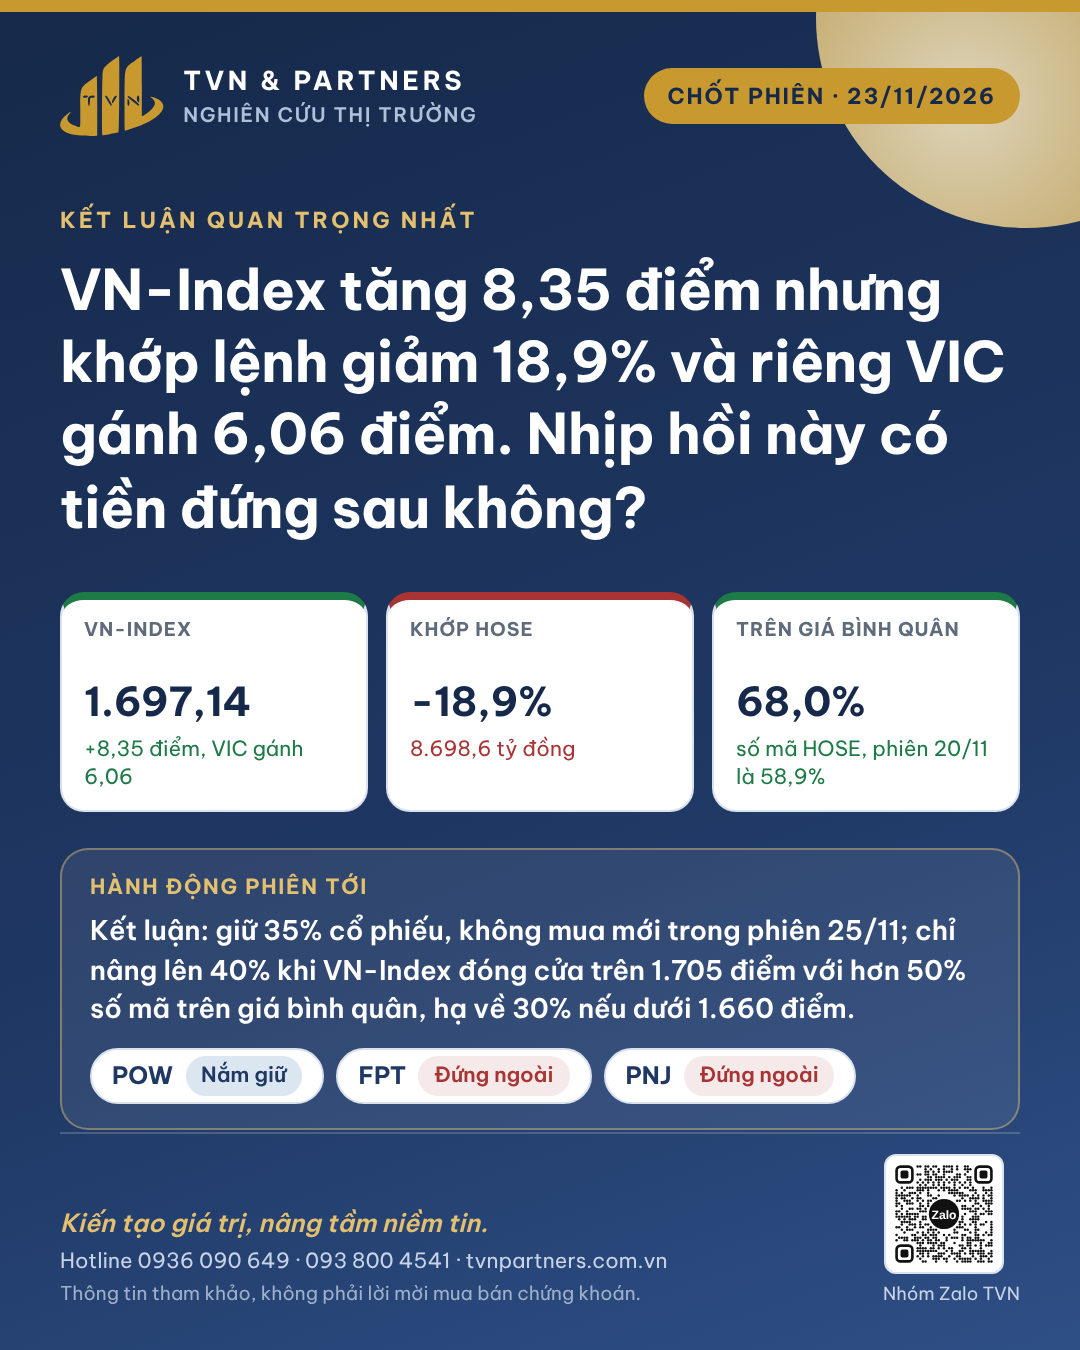 TVN
TVN & PARTNERS
NGHIÊN CỨU THỊ TRƯỜNG
CHỐT PHIÊN · 23/11/2026
KẾT LUẬN QUAN TRỌNG NHẤT
VN-Index tăng 8,35 điểm nhưng
khớp lệnh giảm 18,9% và riêng VIC
gánh 6,06 điểm. Nhịp hồi này có
tiền đứng sau không?
VN-INDEX
1.697,14
+8,35 điểm, VIC gánh
6,06
KHỚP HOSE
-18,9%
8.698,6 tỷ đồng
TRÊN GIÁ BÌNH QUÂN
68,0%
số mã HOSE, phiên 20/11
là 58,9%
HÀNH ĐỘNG PHIÊN TỚI
Kết luận: giữ 35% cổ phiếu, không mua mới trong phiên 25/11; chỉ
nâng lên 40% khi VN-Index đóng cửa trên 1.705 điểm với hơn 50%
số mã trên giá bình quân, hạ về 30% nếu dưới 1.660 điểm.
POW Nắm giữ
FPT Đứng ngoài
PNJ Đứng ngoài
Kiến tạo giá trị, nâng tầm niềm tin.
Hotline 0936 090 649 · 093 800 4541 · tvnpartners.com.vn
Thông tin tham khảo, không phải lời mời mua bán chứng khoán.
Zalo
Nhóm Zalo TVN